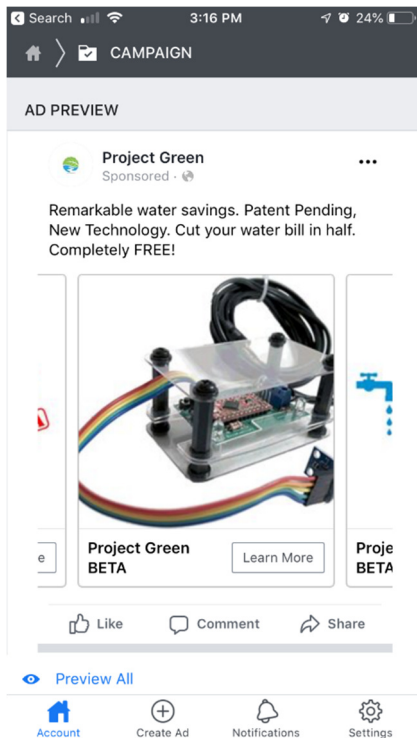 Search
3:16 PM
24%
CAMPAIGN
AD PREVIEW
Project Green
Sponsored ·
Remarkable water savings. Patent Pending,
New Technology. Cut your water bill in half.
Completely FREE!
e
Project Green
BETA
Learn More
Proje
BETA
Like
Comment
Share
Preview All
Account
Create Ad
Notifications
Settings